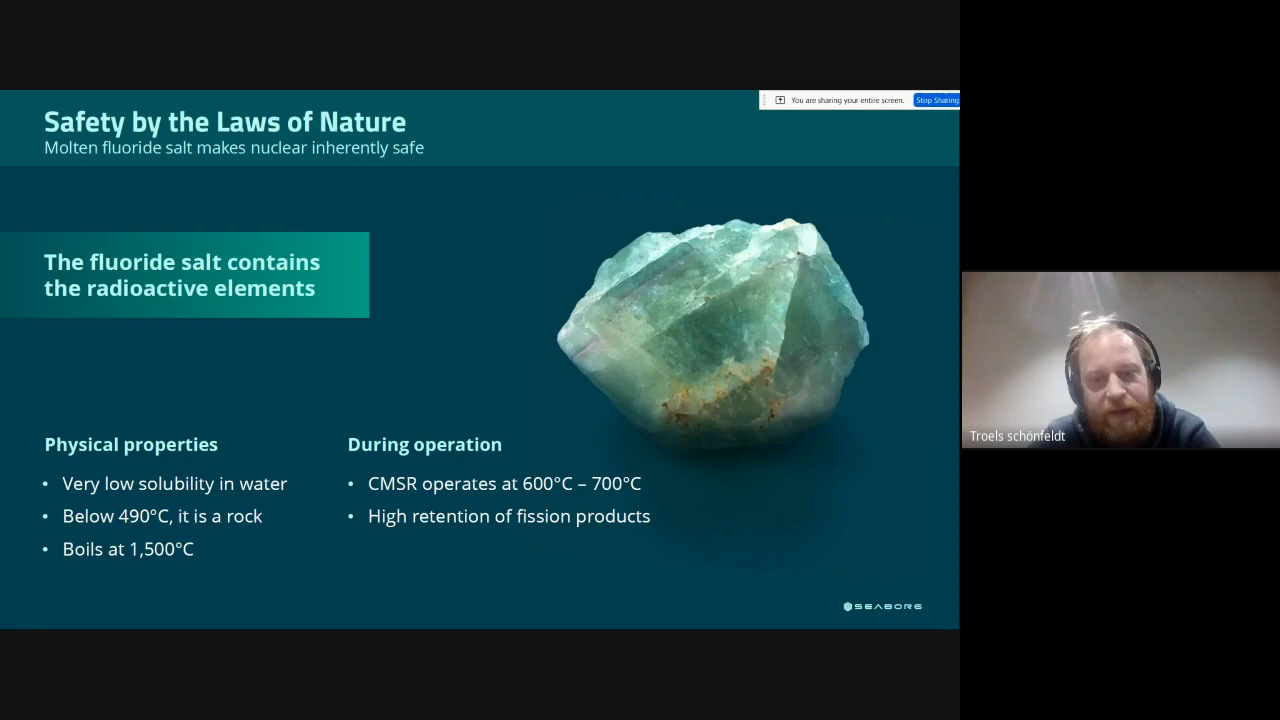 Safety by the Laws of Nature
Molten fluoride salt makes nuclear inherently safe
You are sharing your entire screen.
Stop Sharing
The fluoride salt contains
the radioactive elements
Physical properties
• Very low solubility in water
• Below 490°C, it is a rock
• Boils at 1,500°C
During operation
• CMSR operates at 600°C – 700°C
• High retention of fission products
SEABORG
Troels schönfeldt